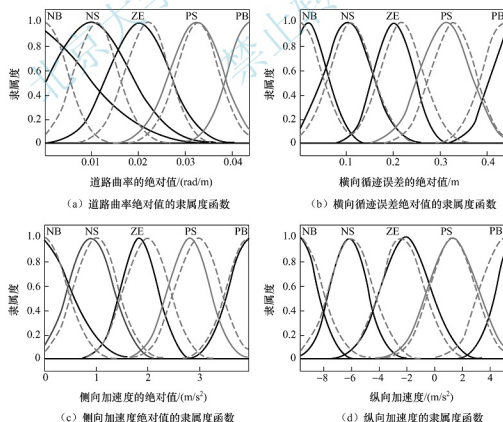 NB NS ZE PS PB
1.0
0.8
0.6
0.4
0.2
0
隶属度
0.01 0.02 0.03 0.04
道路曲率的绝对值/(rad/m)
(a) 道路曲率绝对值的隶属度函数
NB NS ZE PS PB
1.0
0.8
0.6
0.4
0.2
0
隶属度
0.1 0.2 0.3 0.4
横向循迹误差的绝对值/m
(b) 横向循迹误差绝对值的隶属度函数
NB NS ZE PS PB
1.0
0.8
0.6
0.4
0.2
0
隶属度
0 1 2 3
侧向加速度的绝对值/(m/s²)
(c) 侧向加速度绝对值的隶属度函数
NB NS ZE PS PB
1.0
0.8
0.6
0.4
0.2
0
隶属度
−8 −6 −4 −2 0 2 4
纵向加速度/(m/s²)
(d) 纵向加速度的隶属度函数
北京大学
禁止